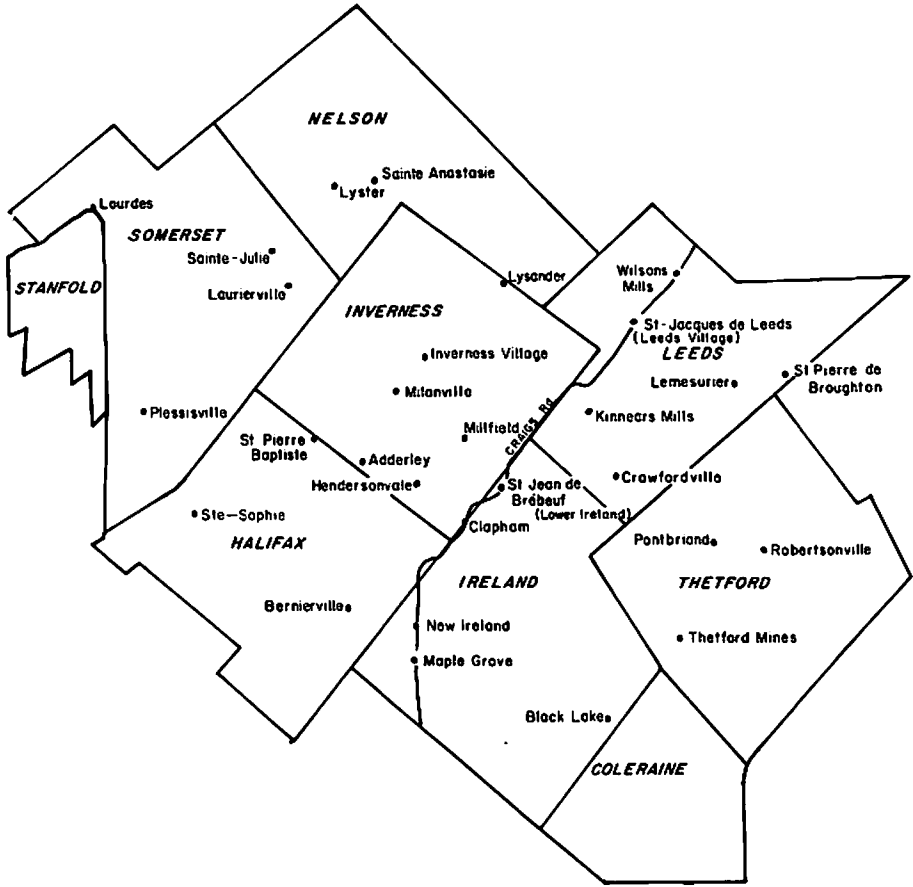 NELSON
Sainte Anastasie
Lyster
Lourdes
SOMERSET
Sainte-Julie
Laurierville
STANFOLD
Lysander
Wilsons
Mills
INVERNESS
St-Jacques de Leeds
(Leeds Village)
LEEDS
Inverness Village
Lemesurier
St Pierre de
Broughton
Milanville
Kinnears Mills
Plessisville
Millfield
CRAIGS Rd
St Pierre
Baptiste
Adderley
Hendersonvale
Crawfordville
St Jean de
Brébeuf
(Lower Ireland)
Ste-Sophie
Clapham
HALIFAX
Pontbriand
Robertsonville
IRELAND
THETFORD
Bernierville
New Ireland
Thetford Mines
Maple Grove
Black Lake
COLERAINE